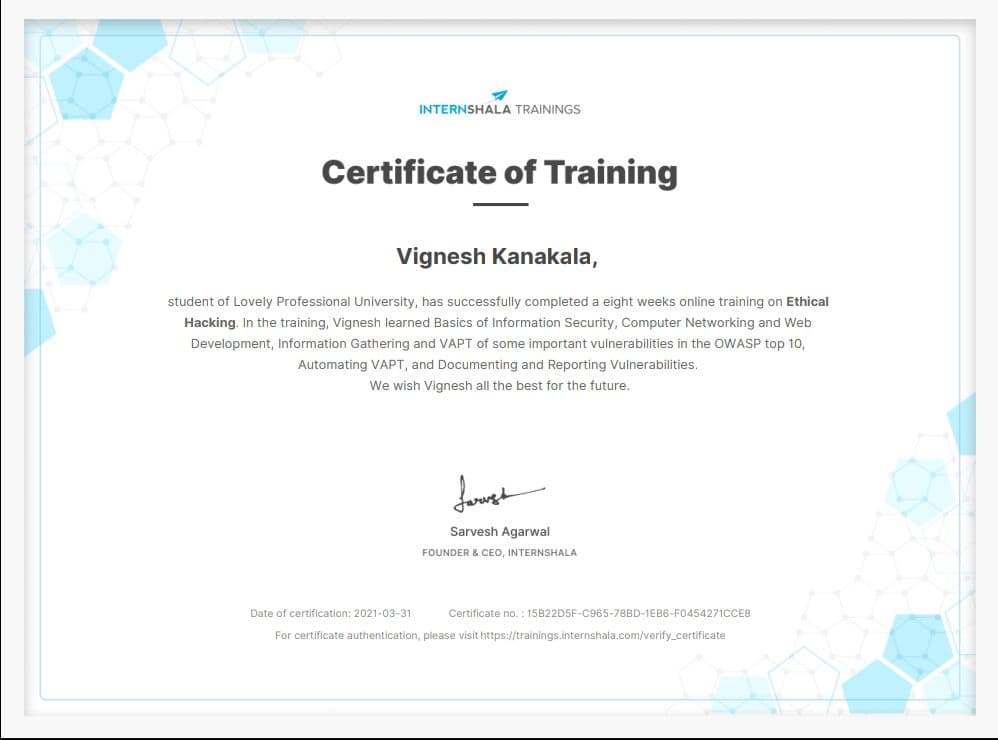 INTERNSHALA TRAININGS
Certificate of Training
Vignesh Kanakala,
student of Lovely Professional University, has successfully completed a eight weeks online training on Ethical
Hacking. In the training, Vignesh learned Basics of Information Security, Computer Networking and Web
Development, Information Gathering and VAPT of some important vulnerabilities in the OWASP top 10,
Automating VAPT, and Documenting and Reporting Vulnerabilities.
We wish Vignesh all the best for the future.
Sarvesh
Sarvesh Agarwal
FOUNDER & CEO, INTERNSHALA
Date of certification: 2021-03-31 Certificate no. : 15B22D5F-C965-78BD-1EB6-F0454271CCE8
For certificate authentication, please visit https://trainings.internshala.com/verify_certificate